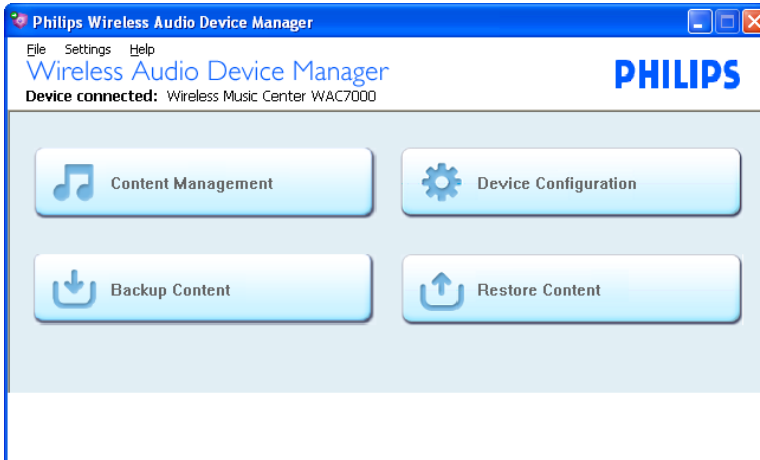 Philips Wireless Audio Device Manager
File Settings Help
Wireless Audio Device Manager
PHILIPS
Device connected: Wireless Music Center WAC7000
Content Management
Device Configuration
Backup Content
Restore Content